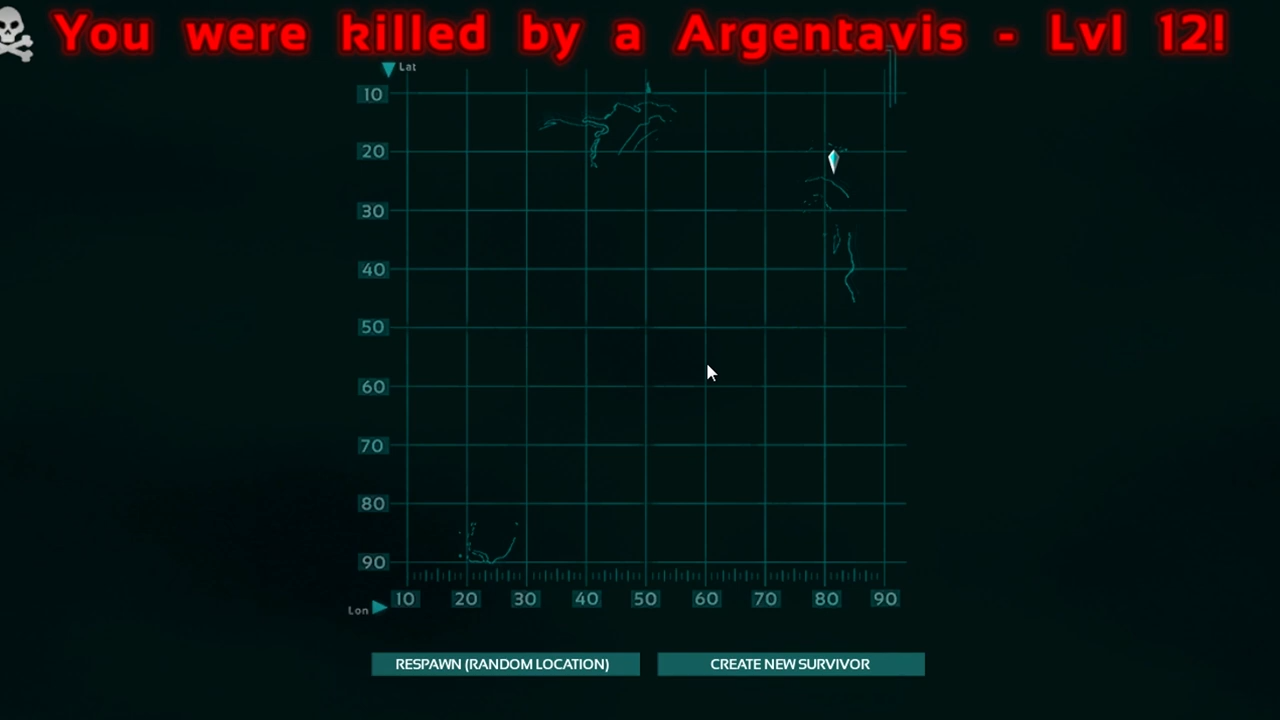 You were killed by a Argentavis - Lvl 12!
Lat
10
20
30
40
50
60
70
80
90
Lon
10 20 30 40 50 60 70 80 90
RESPAWN (RANDOM LOCATION) CREATE NEW SURVIVOR